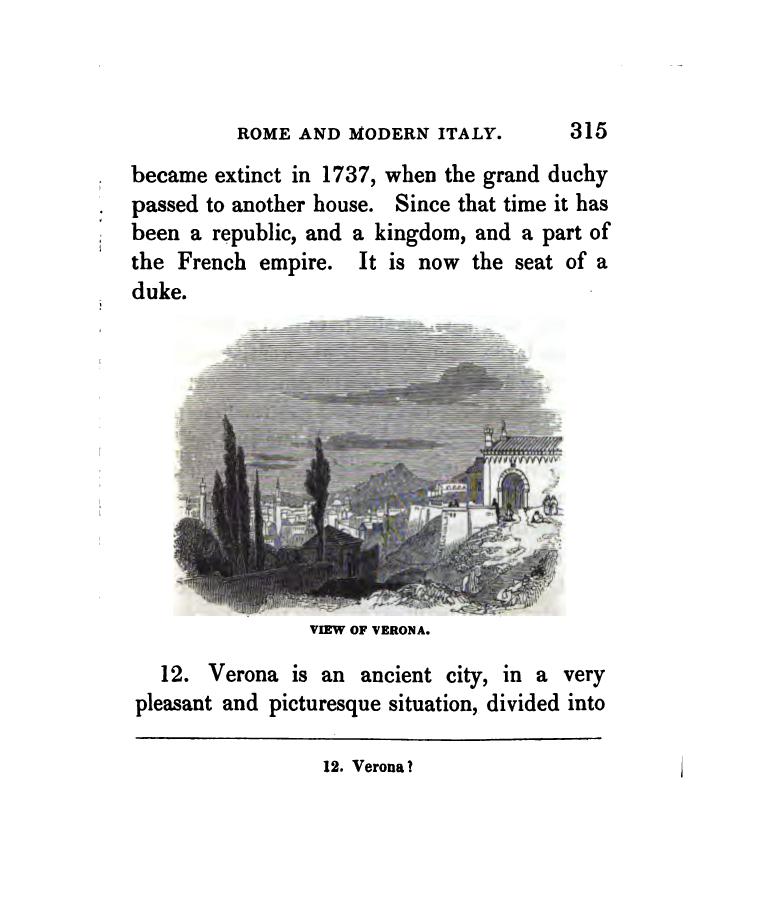 ROME AND MODERN ITALY. 315
became extinct in 1737, when the grand duchy
passed to another house. Since that time it has
been a republic, and a kingdom, and a part of
the French empire. It is now the seat of a
duke.
VIEW OF VERONA.
12. Verona is an ancient city, in a very
pleasant and picturesque situation, divided into
12. Verona?